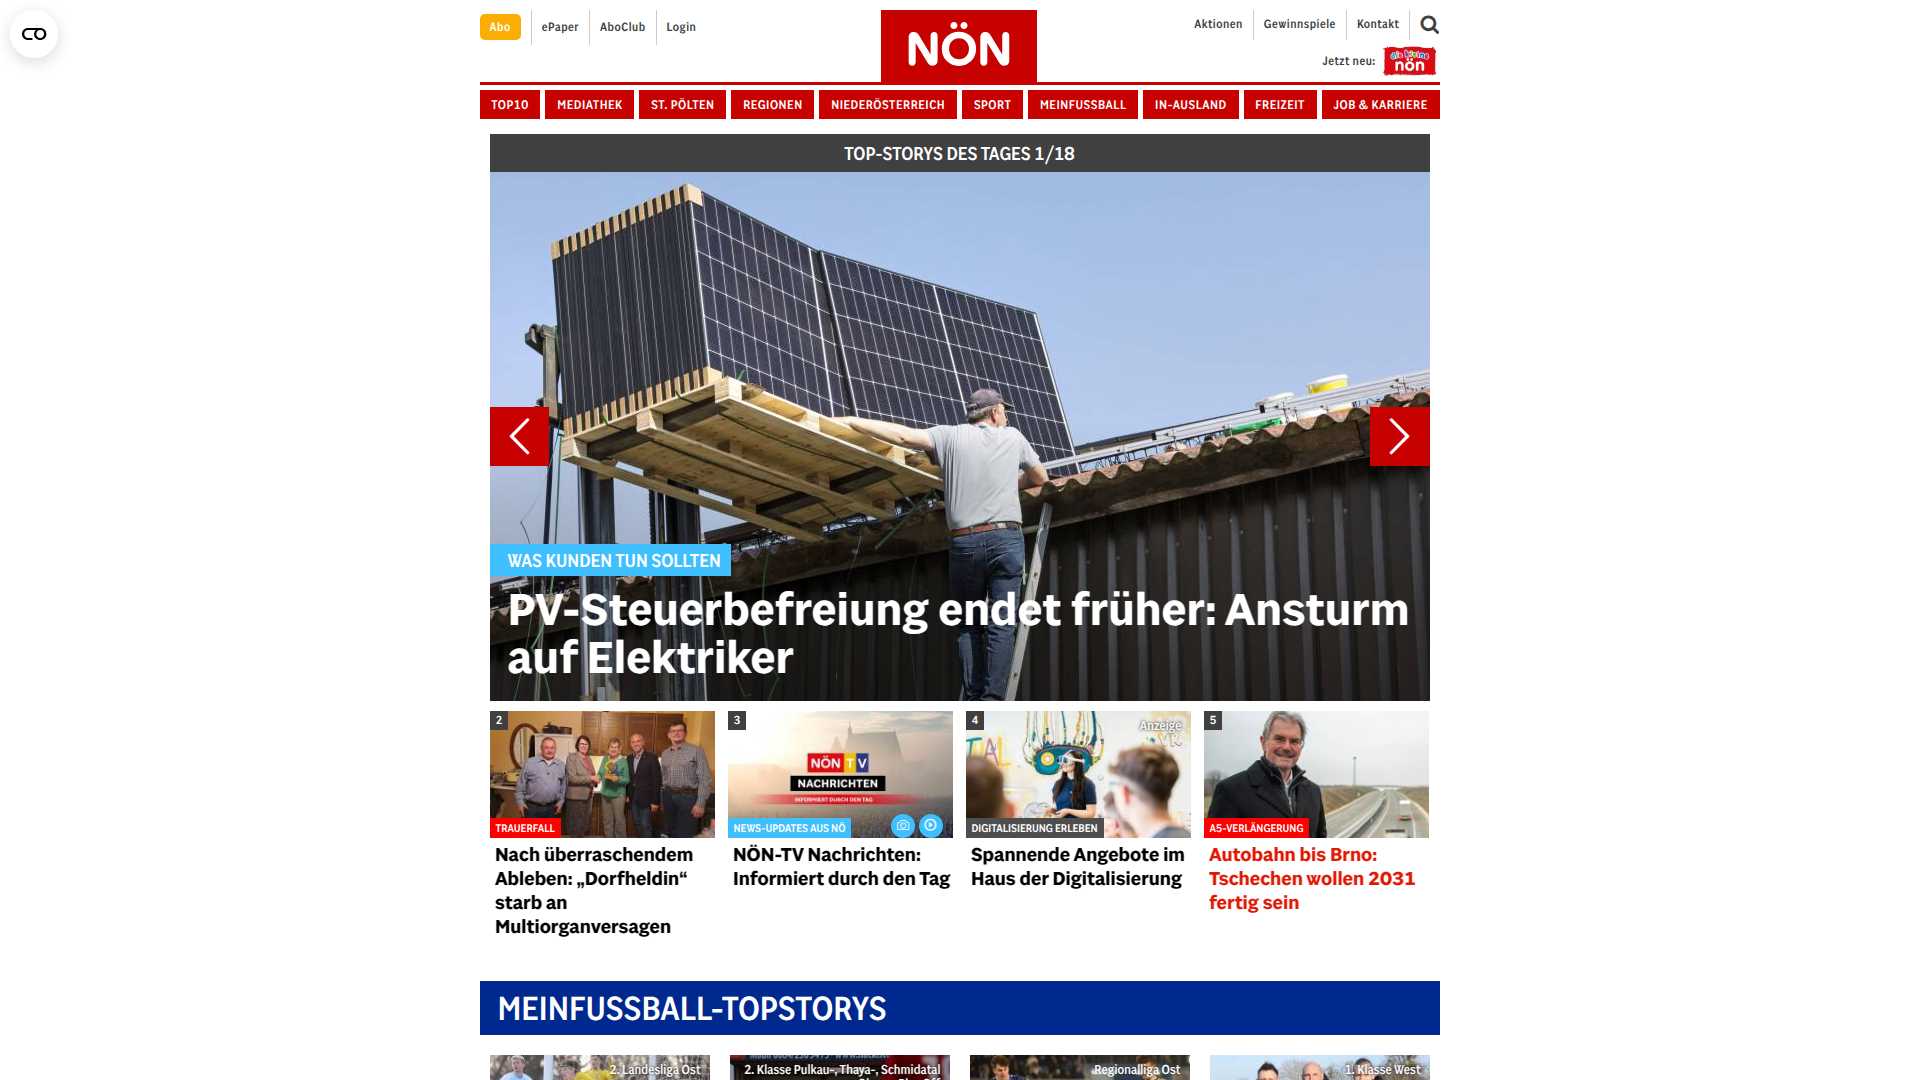 Abo
ePaper
AboClub
Login
NÖN
Aktionen
Gewinnspiele
Kontakt
Jetzt neu:
die kleine
nön
TOP10
MEDIATHEK
ST. PÖLTEN
REGIONEN
NIEDERÖSTERREICH
SPORT
MEINFUSSBALL
IN-AUSLAND
FREIZEIT
JOB & KARRIERE
TOP-STORYS DES TAGES 1/18
WAS KUNDEN TUN SOLLTEN
PV-Steuerbefreiung endet früher: Ansturm
auf Elektriker
2
TRAUERFALL
Nach überraschendem
Ableben: „Dorfheldin“
starb an
Multiorganversagen
3
NÖN TV
NACHRICHTEN
INFORMIERT DURCH DEN TAG
NEWS-UPDATES AUS NÖ
NÖN-TV Nachrichten:
Informiert durch den Tag
4
Anzeige
DIGITALISIERUNG ERLEBEN
Spannende Angebote im
Haus der Digitalisierung
5
A5-VERLÄNGERUNG
Autobahn bis Brno:
Tschechen wollen 2031
fertig sein
MEINFUSSBALL-TOPSTORYS
2. Landesliga Ost
2. Klasse Pulkau-, Thaya-, Schmidatal
Regionalliga Ost
1. Klasse West